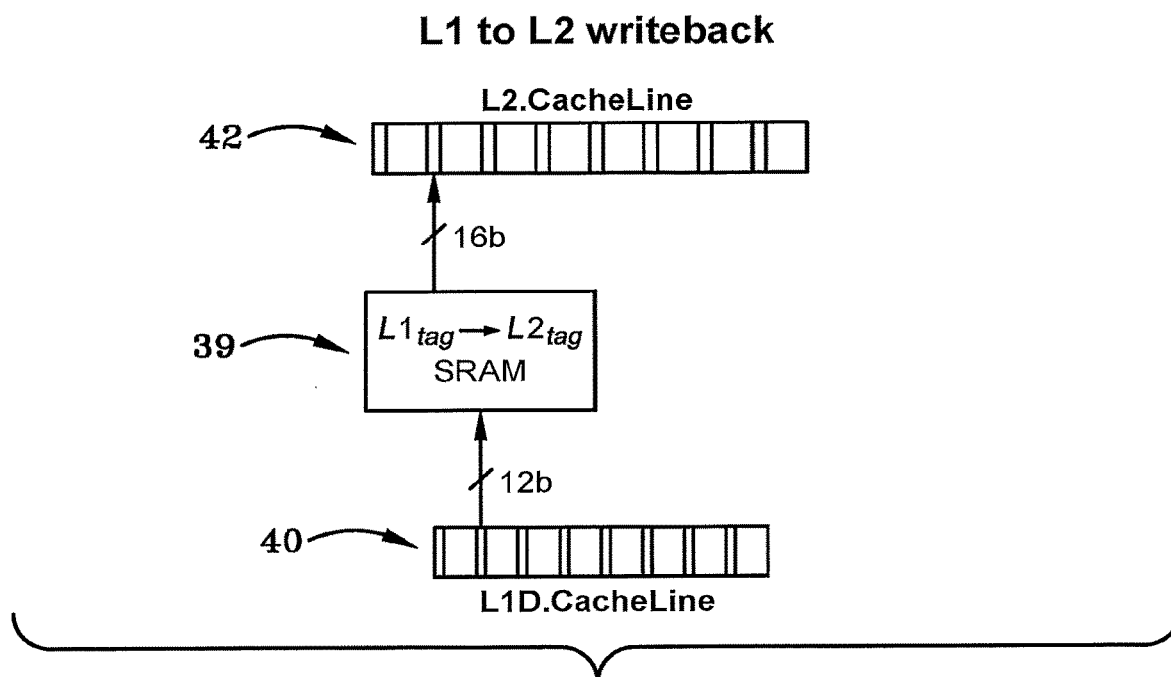 L1 to L2 writeback
L2.CacheLine
42
16b
L1tag → L2tag
39
SRAM
12b
40
L1D.CacheLine